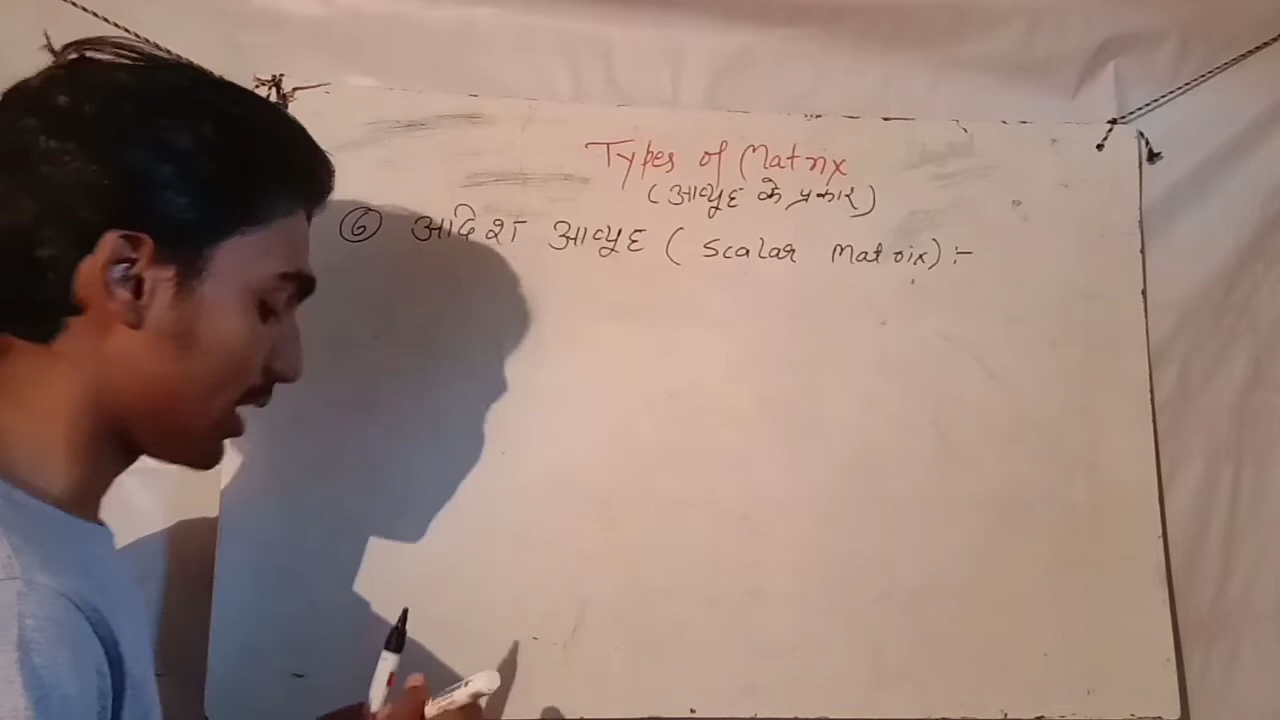 Types of Matrix
(आव्यूह के प्रकार)
⑥ अदिश आव्यूह (Scalar Matrix) :-